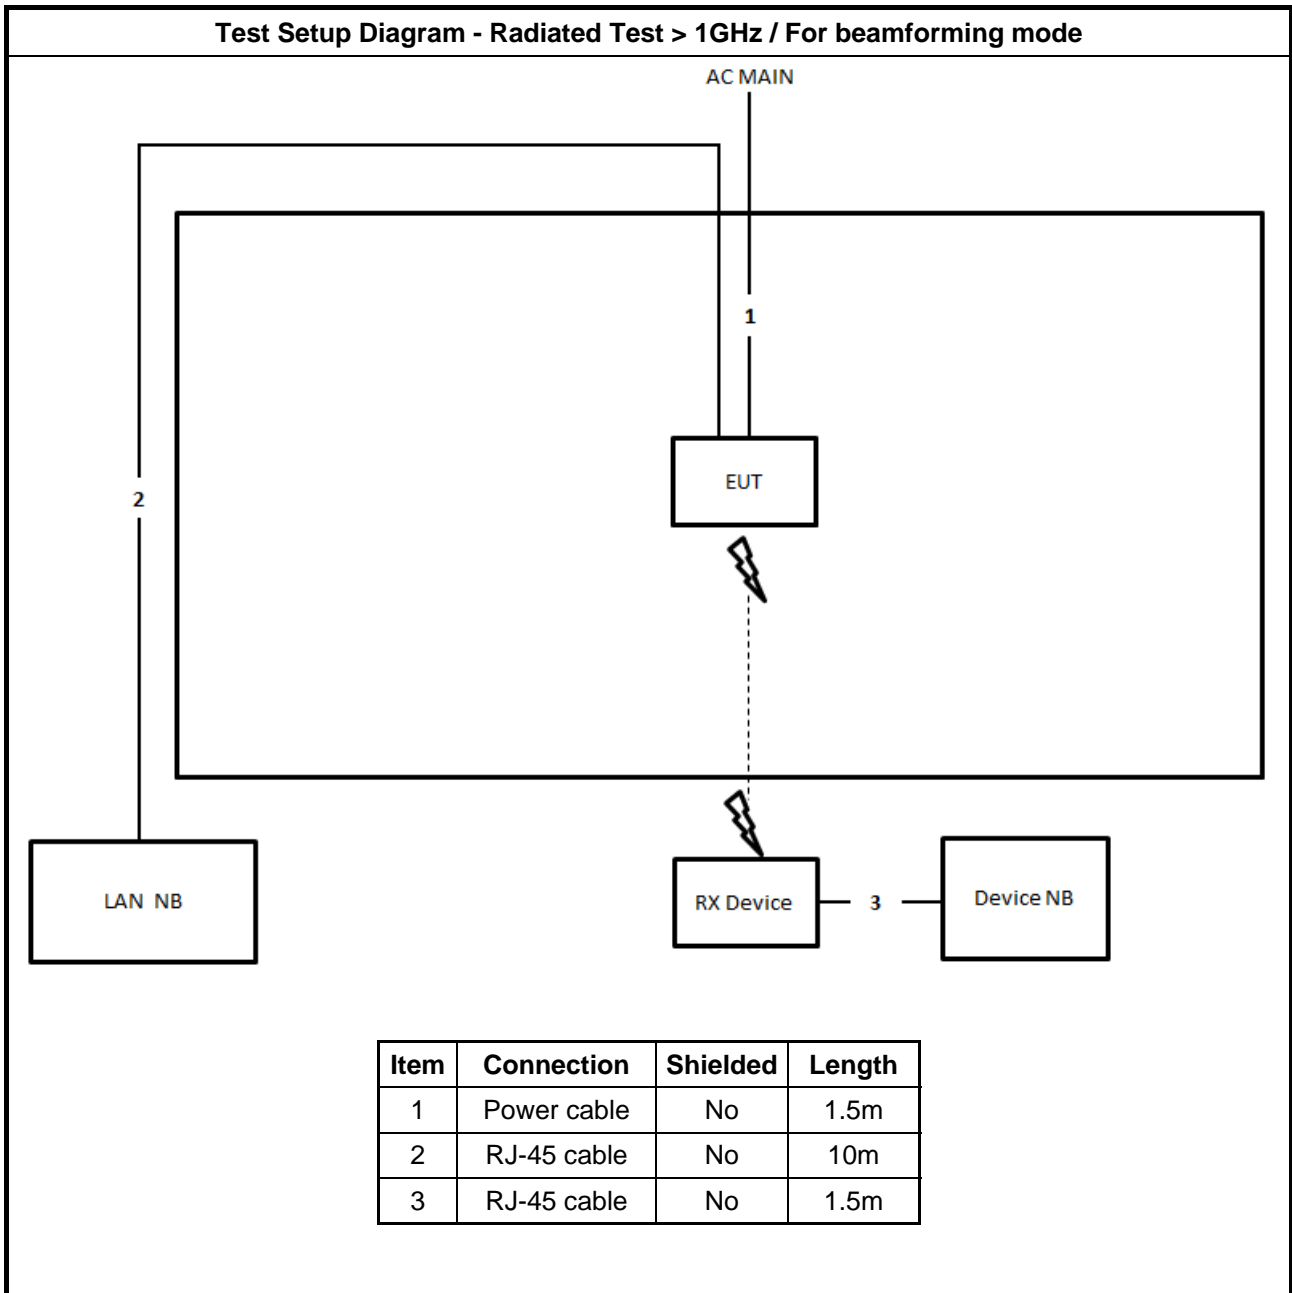 Test Setup Diagram - Radiated Test > 1GHz / For beamforming mode
AC MAIN
1
EUT
2
LAN NB
RX Device
3
Device NB
Item Connection Shielded Length
1 Power cable No 1.5m
2 RJ-45 cable No 10m
3 RJ-45 cable No 1.5m